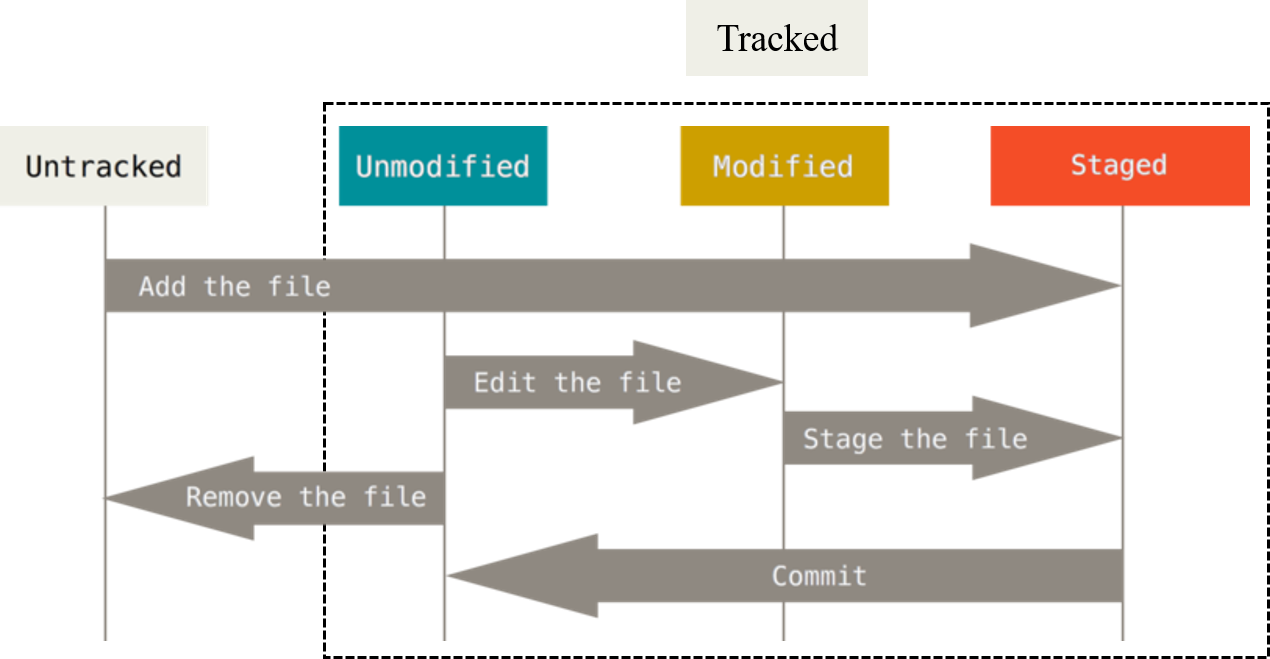 Tracked
Untracked
Unmodified
Modified
Staged
Add the file
Edit the file
Stage the file
Remove the file
Commit